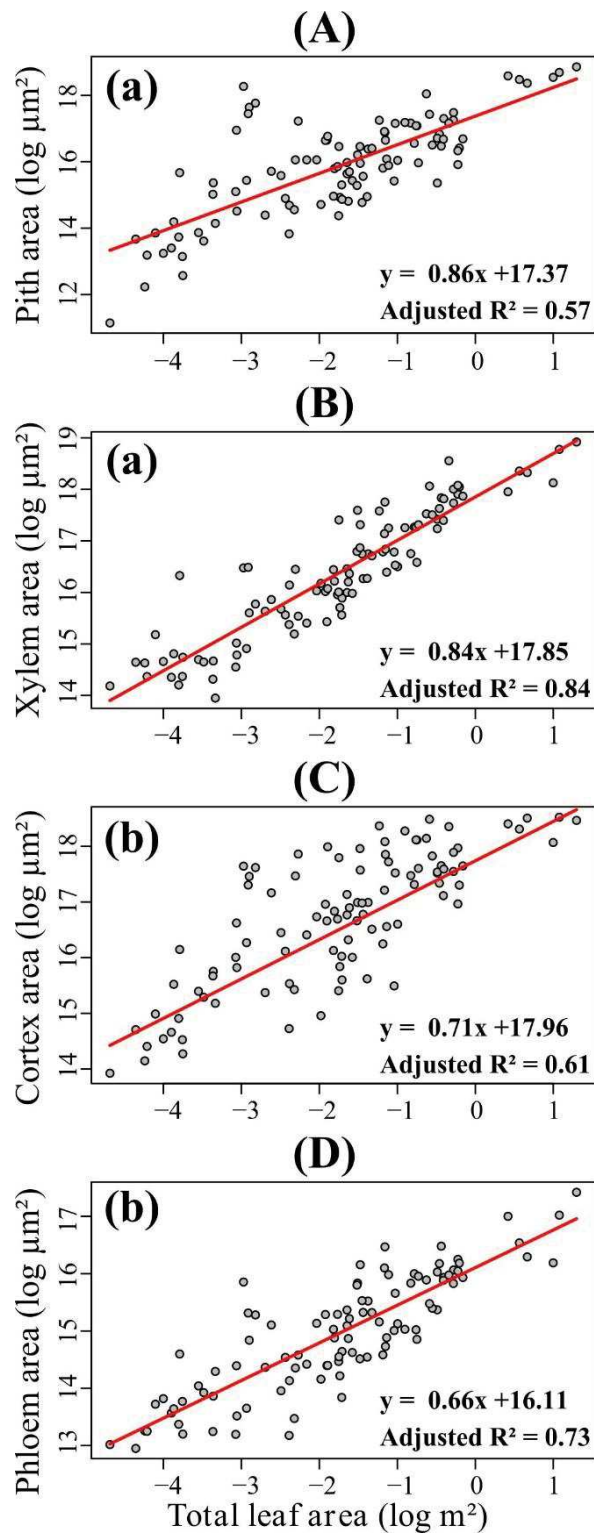 (A)
(a)
Pith area (log μm²)
18
16
14
12
y = 0.86x +17.37
Adjusted R² = 0.57
−4 −3 −2 −1 0 1
(B)
(a)
Xylem area (log μm²)
19
18
17
16
15
14
y = 0.84x +17.85
Adjusted R² = 0.84
−4 −3 −2 −1 0 1
(C)
(b)
Cortex area (log μm²)
18
17
16
15
14
y = 0.71x +17.96
Adjusted R² = 0.61
−4 −3 −2 −1 0 1
(D)
(b)
Phloem area (log μm²)
17
16
15
14
13
y = 0.66x +16.11
Adjusted R² = 0.73
−4 −3 −2 −1 0 1
Total leaf area (log m²)